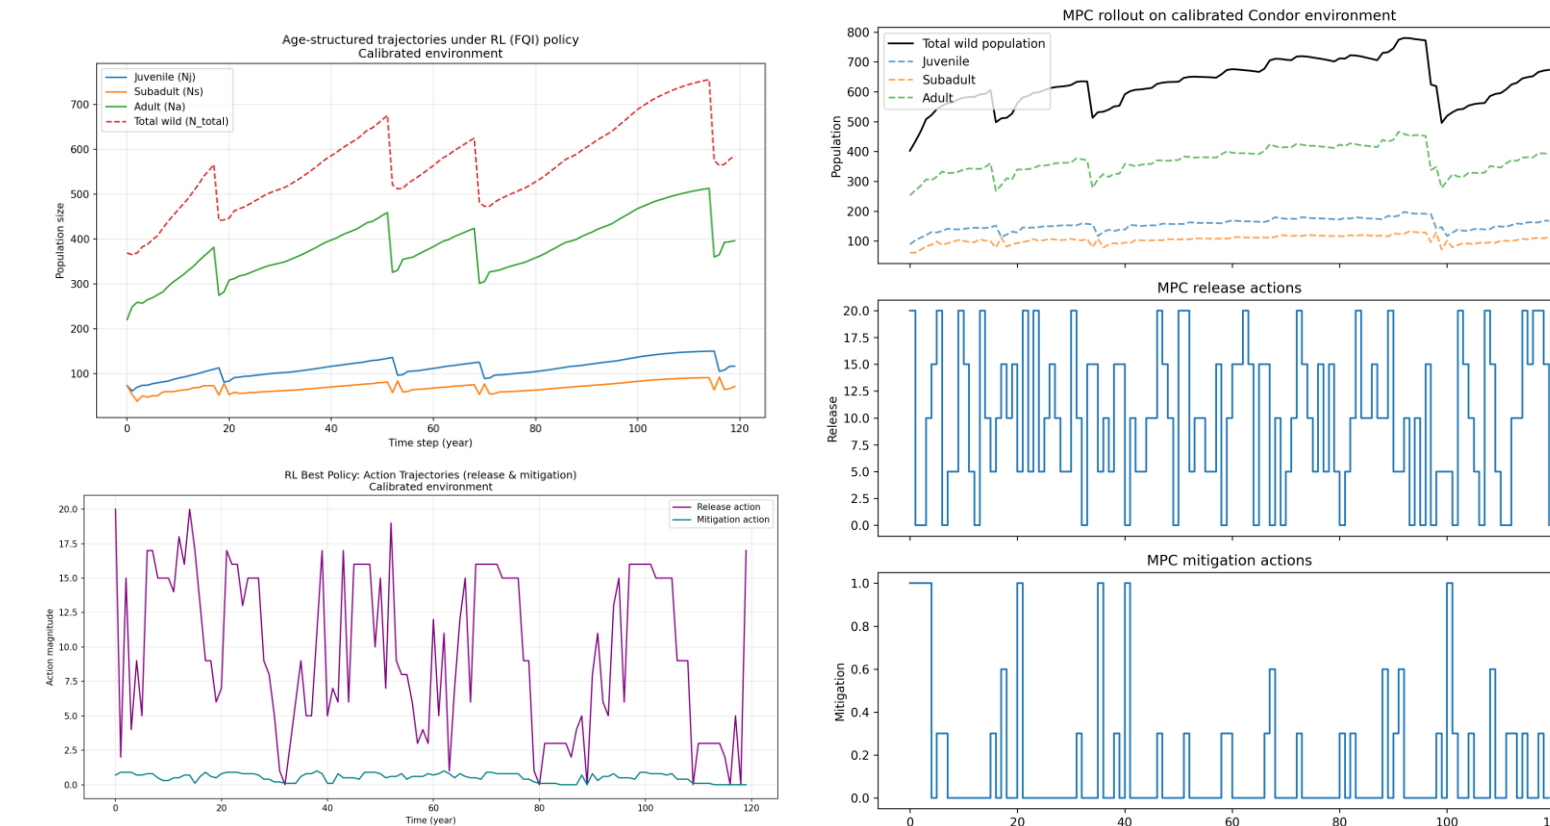 Age-structured trajectories under RL (FQI) policy
Calibrated environment
Juvenile (Nj)
Subadult (Ns)
Adult (Na)
Total wild (N_total)
700
600
500
400
300
200
100
Population size
0 20 40 60 80 100 120
Time step (year)
RL Best Policy: Action Trajectories (release & mitigation)
Calibrated environment
Release action
Mitigation action
20.0
17.5
15.0
12.5
10.0
7.5
5.0
2.5
0.0
Action magnitude
0 20 40 60 80 100 120
Time (year)
MPC rollout on calibrated Condor environment
Total wild population
Juvenile
Subadult
Adult
800
700
600
500
400
300
200
100
Population
MPC release actions
20.0
17.5
15.0
12.5
10.0
7.5
5.0
2.5
0.0
Release
MPC mitigation actions
1.0
0.8
0.6
0.4
0.2
0.0
Mitigation
0 20 40 60 80 100